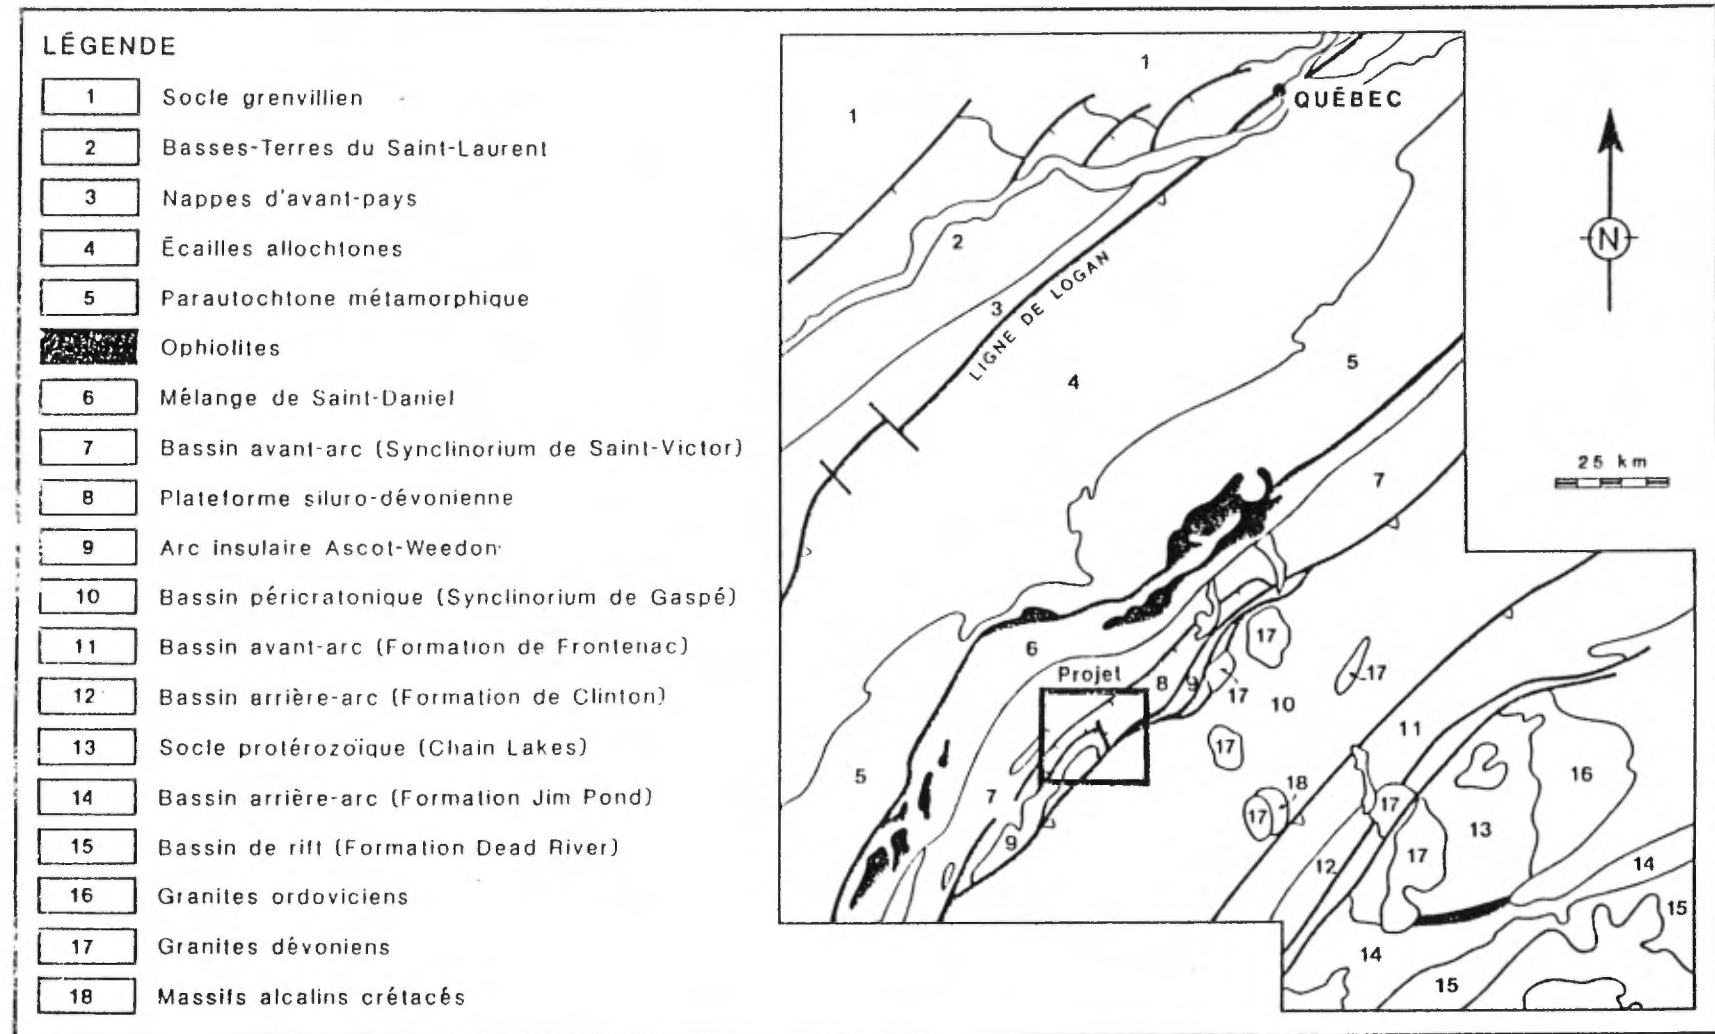 LÉGENDE
1 Socle grenvillien
2 Basses-Terres du Saint-Laurent
3 Nappes d'avant-pays
4 Écailles allochtones
5 Parautochtone métamorphique
Ophiolites
6 Mélange de Saint-Daniel
7 Bassin avant-arc (Synclinorium de Saint-Victor)
8 Plateforme siluro-dévonienne
9 Arc insulaire Ascot-Weedon
10 Bassin péricratonique (Synclinorium de Gaspé)
11 Bassin avant-arc (Formation de Frontenac)
12 Bassin arrière-arc (Formation de Clinton)
13 Socle protérozoïque (Chain Lakes)
14 Bassin arrière-arc (Formation Jim Pond)
15 Bassin de rift (Formation Dead River)
16 Granites ordoviciens
17 Granites dévoniens
18 Massifs alcalins crétacés
1
QUÉBEC
1
2
LIGNE DE LOGAN
3
4
5
7
6
17
Projet
8
9
17
17
10
11
17
5
7
18
17
17
16
13
9
12
17
14
15
14
15
N
25 km